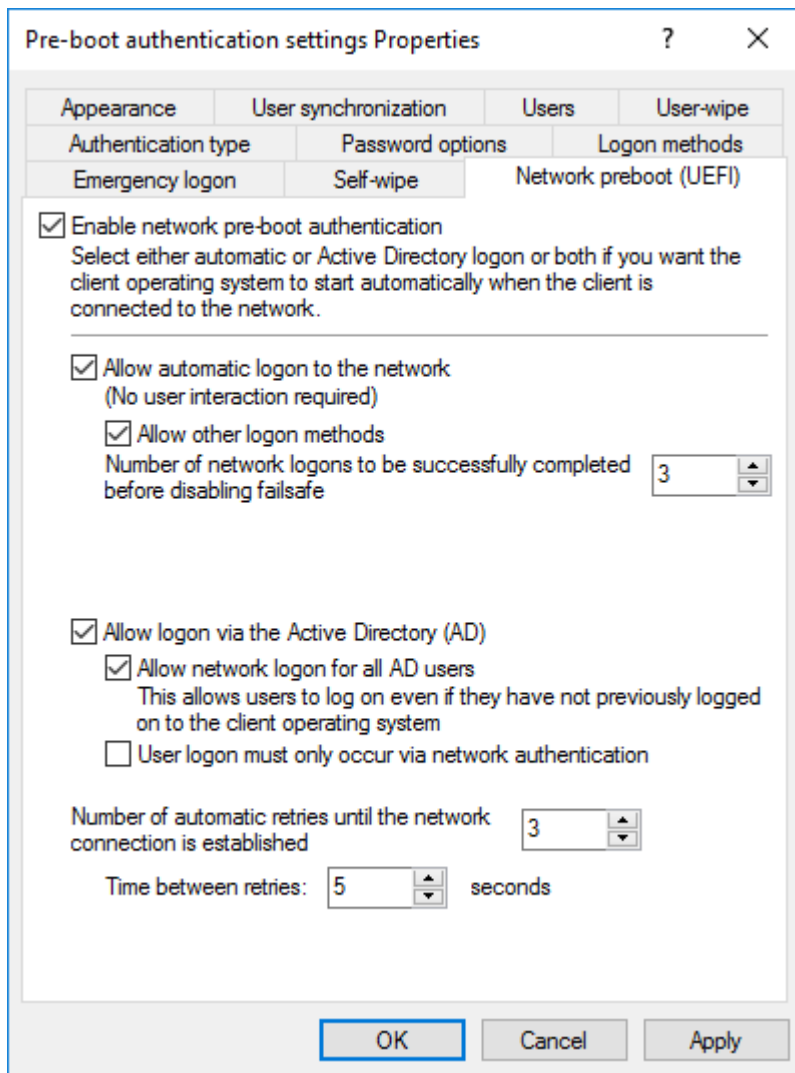 Pre-boot authentication settings Properties ?
Appearance User synchronization Users User-wipe
Authentication type Password options Logon methods
Emergency logon Self-wipe Network preboot (UEFI)
Enable network pre-boot authentication
Select either automatic or Active Directory logon or both if you want the
client operating system to start automatically when the client is
connected to the network.
Allow automatic logon to the network
(No user interaction required)
Allow other logon methods
Number of network logons to be successfully completed
before disabling failsafe
3
Allow logon via the Active Directory (AD)
Allow network logon for all AD users
This allows users to log on even if they have not previously logged
on to the client operating system
User logon must only occur via network authentication
Number of automatic retries until the network
connection is established
3
Time between retries: 5 seconds
OK Cancel Apply